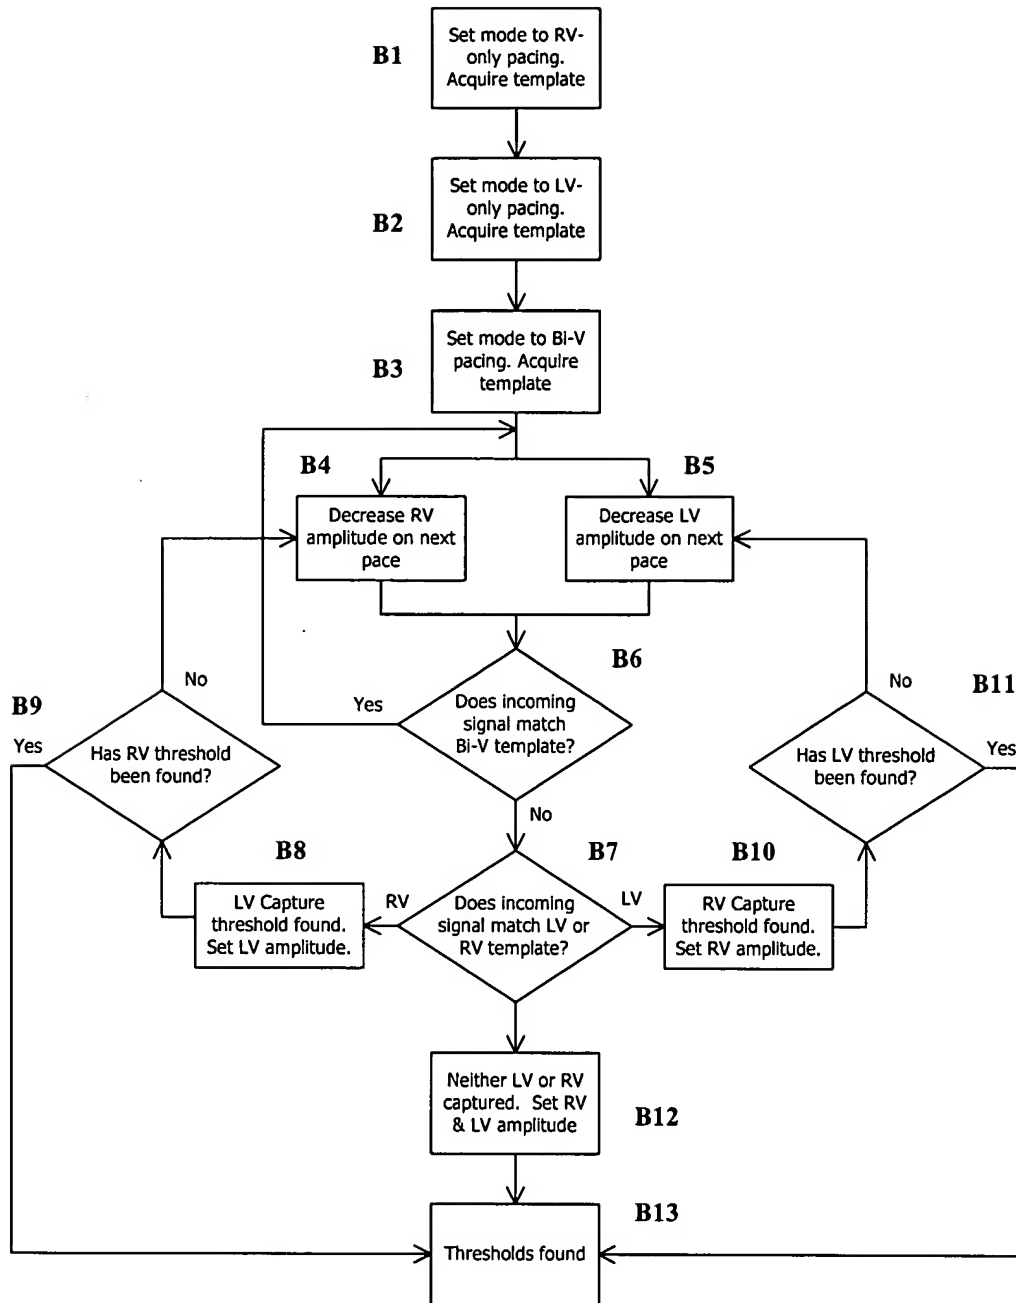 B1
Set mode to RV-
only pacing.
Acquire template
B2
Set mode to LV-
only pacing.
Acquire template
B3
Set mode to Bi-V
pacing. Acquire
template
B4
Decrease RV
amplitude on next
pace
B5
Decrease LV
amplitude on next
pace
B6
Does incoming
signal match
Bi-V template?
Yes
No
B9
Yes
No
Has RV threshold
been found?
B11
No
Yes
Has LV threshold
been found?
B8
LV Capture
threshold found.
Set LV amplitude.
B7
RV
Does incoming
signal match LV or
RV template?
LV
B10
RV Capture
threshold found.
Set RV amplitude.
Neither LV or RV
captured. Set RV
& LV amplitude
B12
B13
Thresholds found